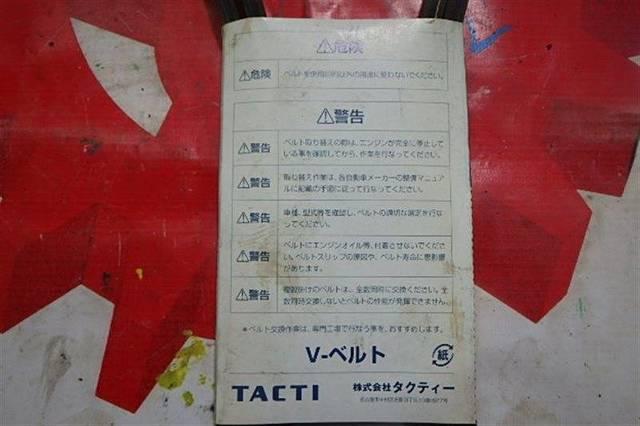 ⚠危険
⚠危険 ベルトを使用目的以外の用途に使わないでください。
⚠警告
⚠警告 ベルト取り替えの際は、エンジンが完全に停止して
いる事を確認してから、作業を行なってください。
⚠警告 取り替え作業は、各自動車メーカーの整備マニュア
ルに記載の手順に従って行なってください。
⚠警告 車種、型式等を確認し、ベルトの適切な選定を行な
ってください。
⚠警告 ベルトにエンジンオイル等、付着させないでくださ
い。ベルトスリップの原因や、ベルト寿命に悪影響
があります。
⚠警告 複数掛けのベルトは、全数同時に交換ください。全
数同時交換しないとベルトの性能が発揮できません。
＊ベルト交換作業は、専門工場で行なう事を、おすすめします。
V-ベルト
紙
TACTI 株式会社タクティー